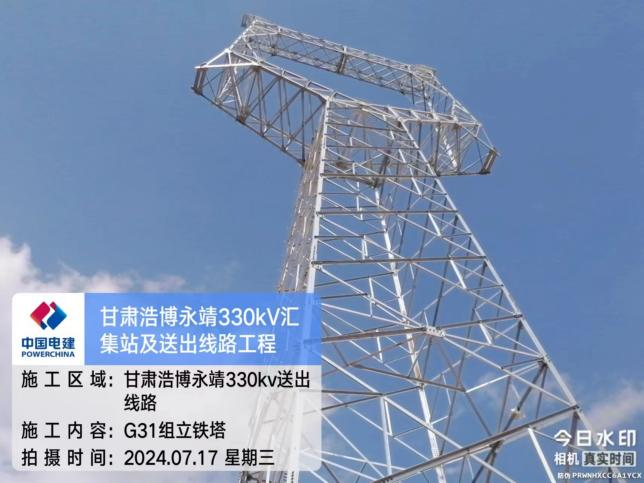 中国电建
POWERCHINA
甘肃浩博永靖330kV汇
集站及送出线路工程
施工区域：甘肃浩博永靖330kv送出
线路
施工内容：G31组立铁塔
拍摄时间：2024.07.17 星期三
今日水印
相机 真实时间
防伪 PRWNHXCC6A1YCX